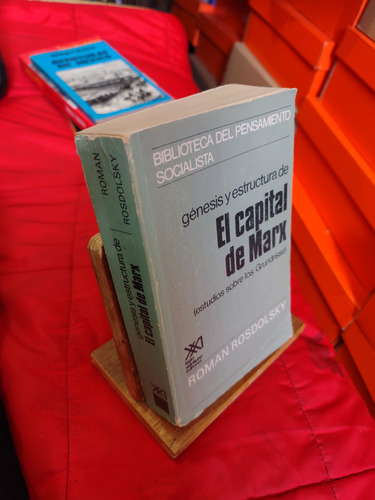 BIBLIOTECA DEL PENSAMIENTO
SOCIALISTA
génesis y estructura de
El capital
de Marx
(estudios sobre los Grundrisse)
ROMAN ROSDOLSKY
ROMAN
ROSDOLSKY
génesis y estructura de
El capital de Marx